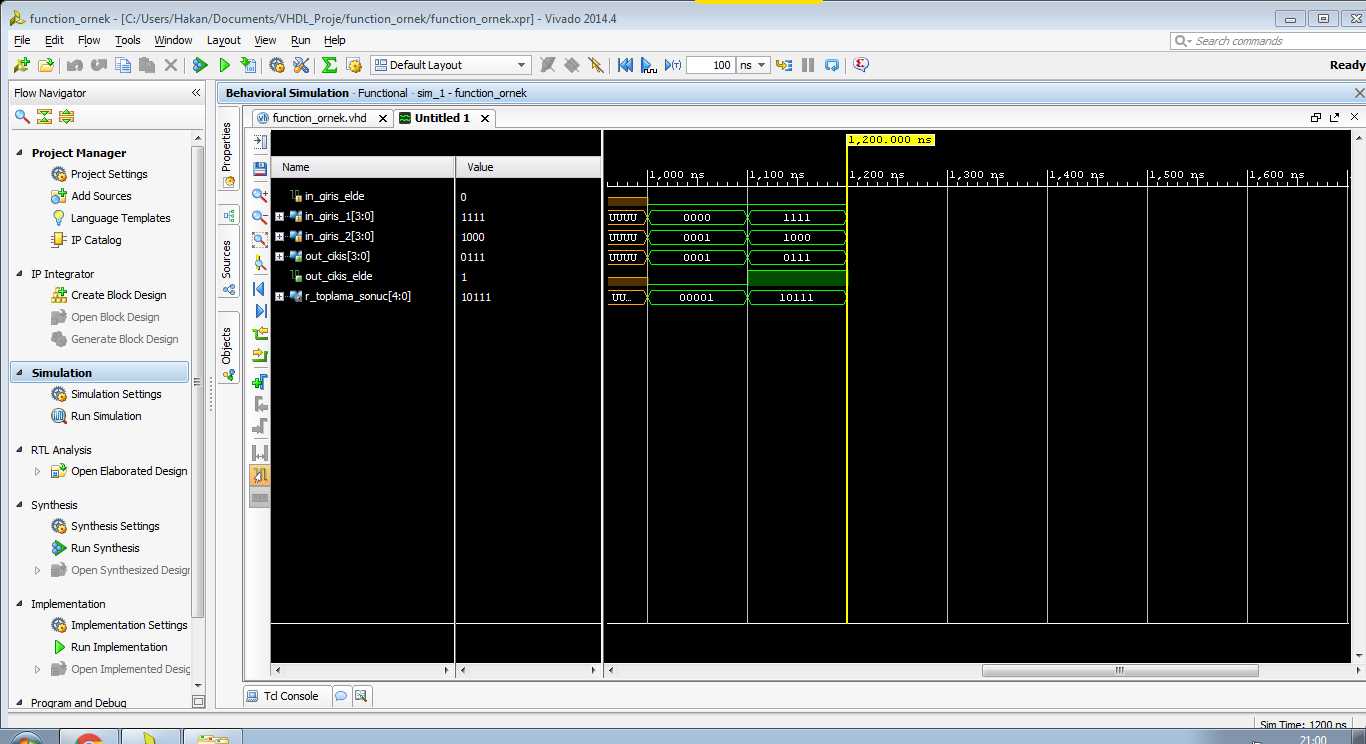 function_ornek - [C:/Users/Hakan/Documents/VHDL_Proje/function_ornek/function_ornek.xpr] - Vivado 2014.4
File Edit Flow Tools Window Layout View Run Help
Search commands
Default Layout 100 ns Ready
Flow Navigator
Behavioral Simulation - Functional - sim_1 - function_ornek
function_ornek.vhd Untitled 1
Project Manager
Project Settings
Add Sources
Language Templates
IP Catalog
IP Integrator
Create Block Design
Open Block Design
Generate Block Design
Simulation
Simulation Settings
Run Simulation
RTL Analysis
Open Elaborated Design
Synthesis
Synthesis Settings
Run Synthesis
Open Synthesized Design
Implementation
Implementation Settings
Run Implementation
Open Implemented Desig
Program and Debug
Properties
Sources
Objects
Name Value
1,200.000 ns
1,000 ns 1,100 ns 1,200 ns 1,300 ns 1,400 ns 1,500 ns 1,600 ns
in_giris_elde 0
in_giris_1[3:0] 1111 UUUU 0000 1111
in_giris_2[3:0] 1000 UUUU 0001 1000
out_cikis[3:0] 0111 UUUU 0001 0111
out_cikis_elde 1
r_toplama_sonuc[4:0] 10111 UU.. 00001 10111
Tcl Console
Sim Time: 1200 ns
21:00